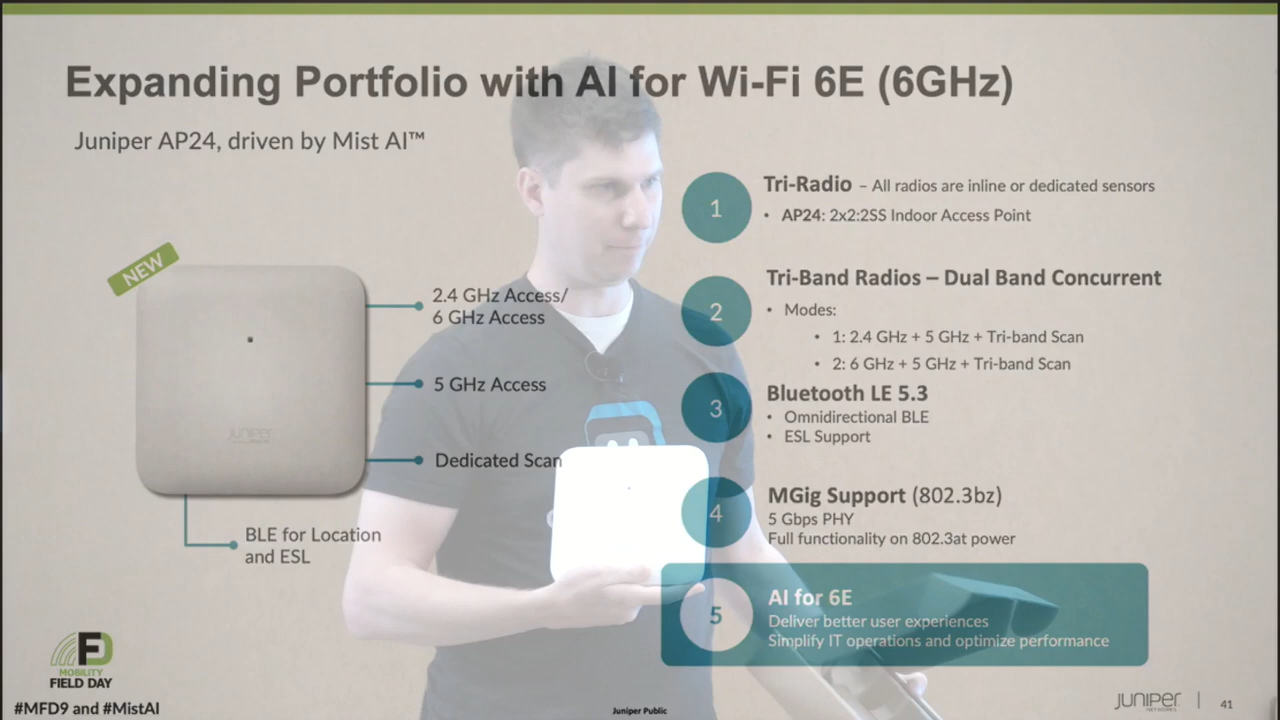 Expanding Portfolio with AI for Wi-Fi 6E (6GHz)
Juniper AP24, driven by Mist AI™
NEW
JUNIPER
2.4 GHz Access/
6 GHz Access
5 GHz Access
Dedicated Scan
BLE for Location
and ESL
1
Tri-Radio – All radios are inline or dedicated sensors
• AP24: 2x2:2SS Indoor Access Point
2
Tri-Band Radios – Dual Band Concurrent
• Modes:
• 1: 2.4 GHz + 5 GHz + Tri-band Scan
• 2: 6 GHz + 5 GHz + Tri-band Scan
3
Bluetooth LE 5.3
• Omnidirectional BLE
• ESL Support
4
MGig Support (802.3bz)
5 Gbps PHY
Full functionality on 802.3at power
5
AI for 6E
Deliver better user experiences
Simplify IT operations and optimize performance
FD
MOBILITY
FIELD DAY
#MFD9 and #MistAI
Juniper Public
JUNIPER
NETWORKS
41